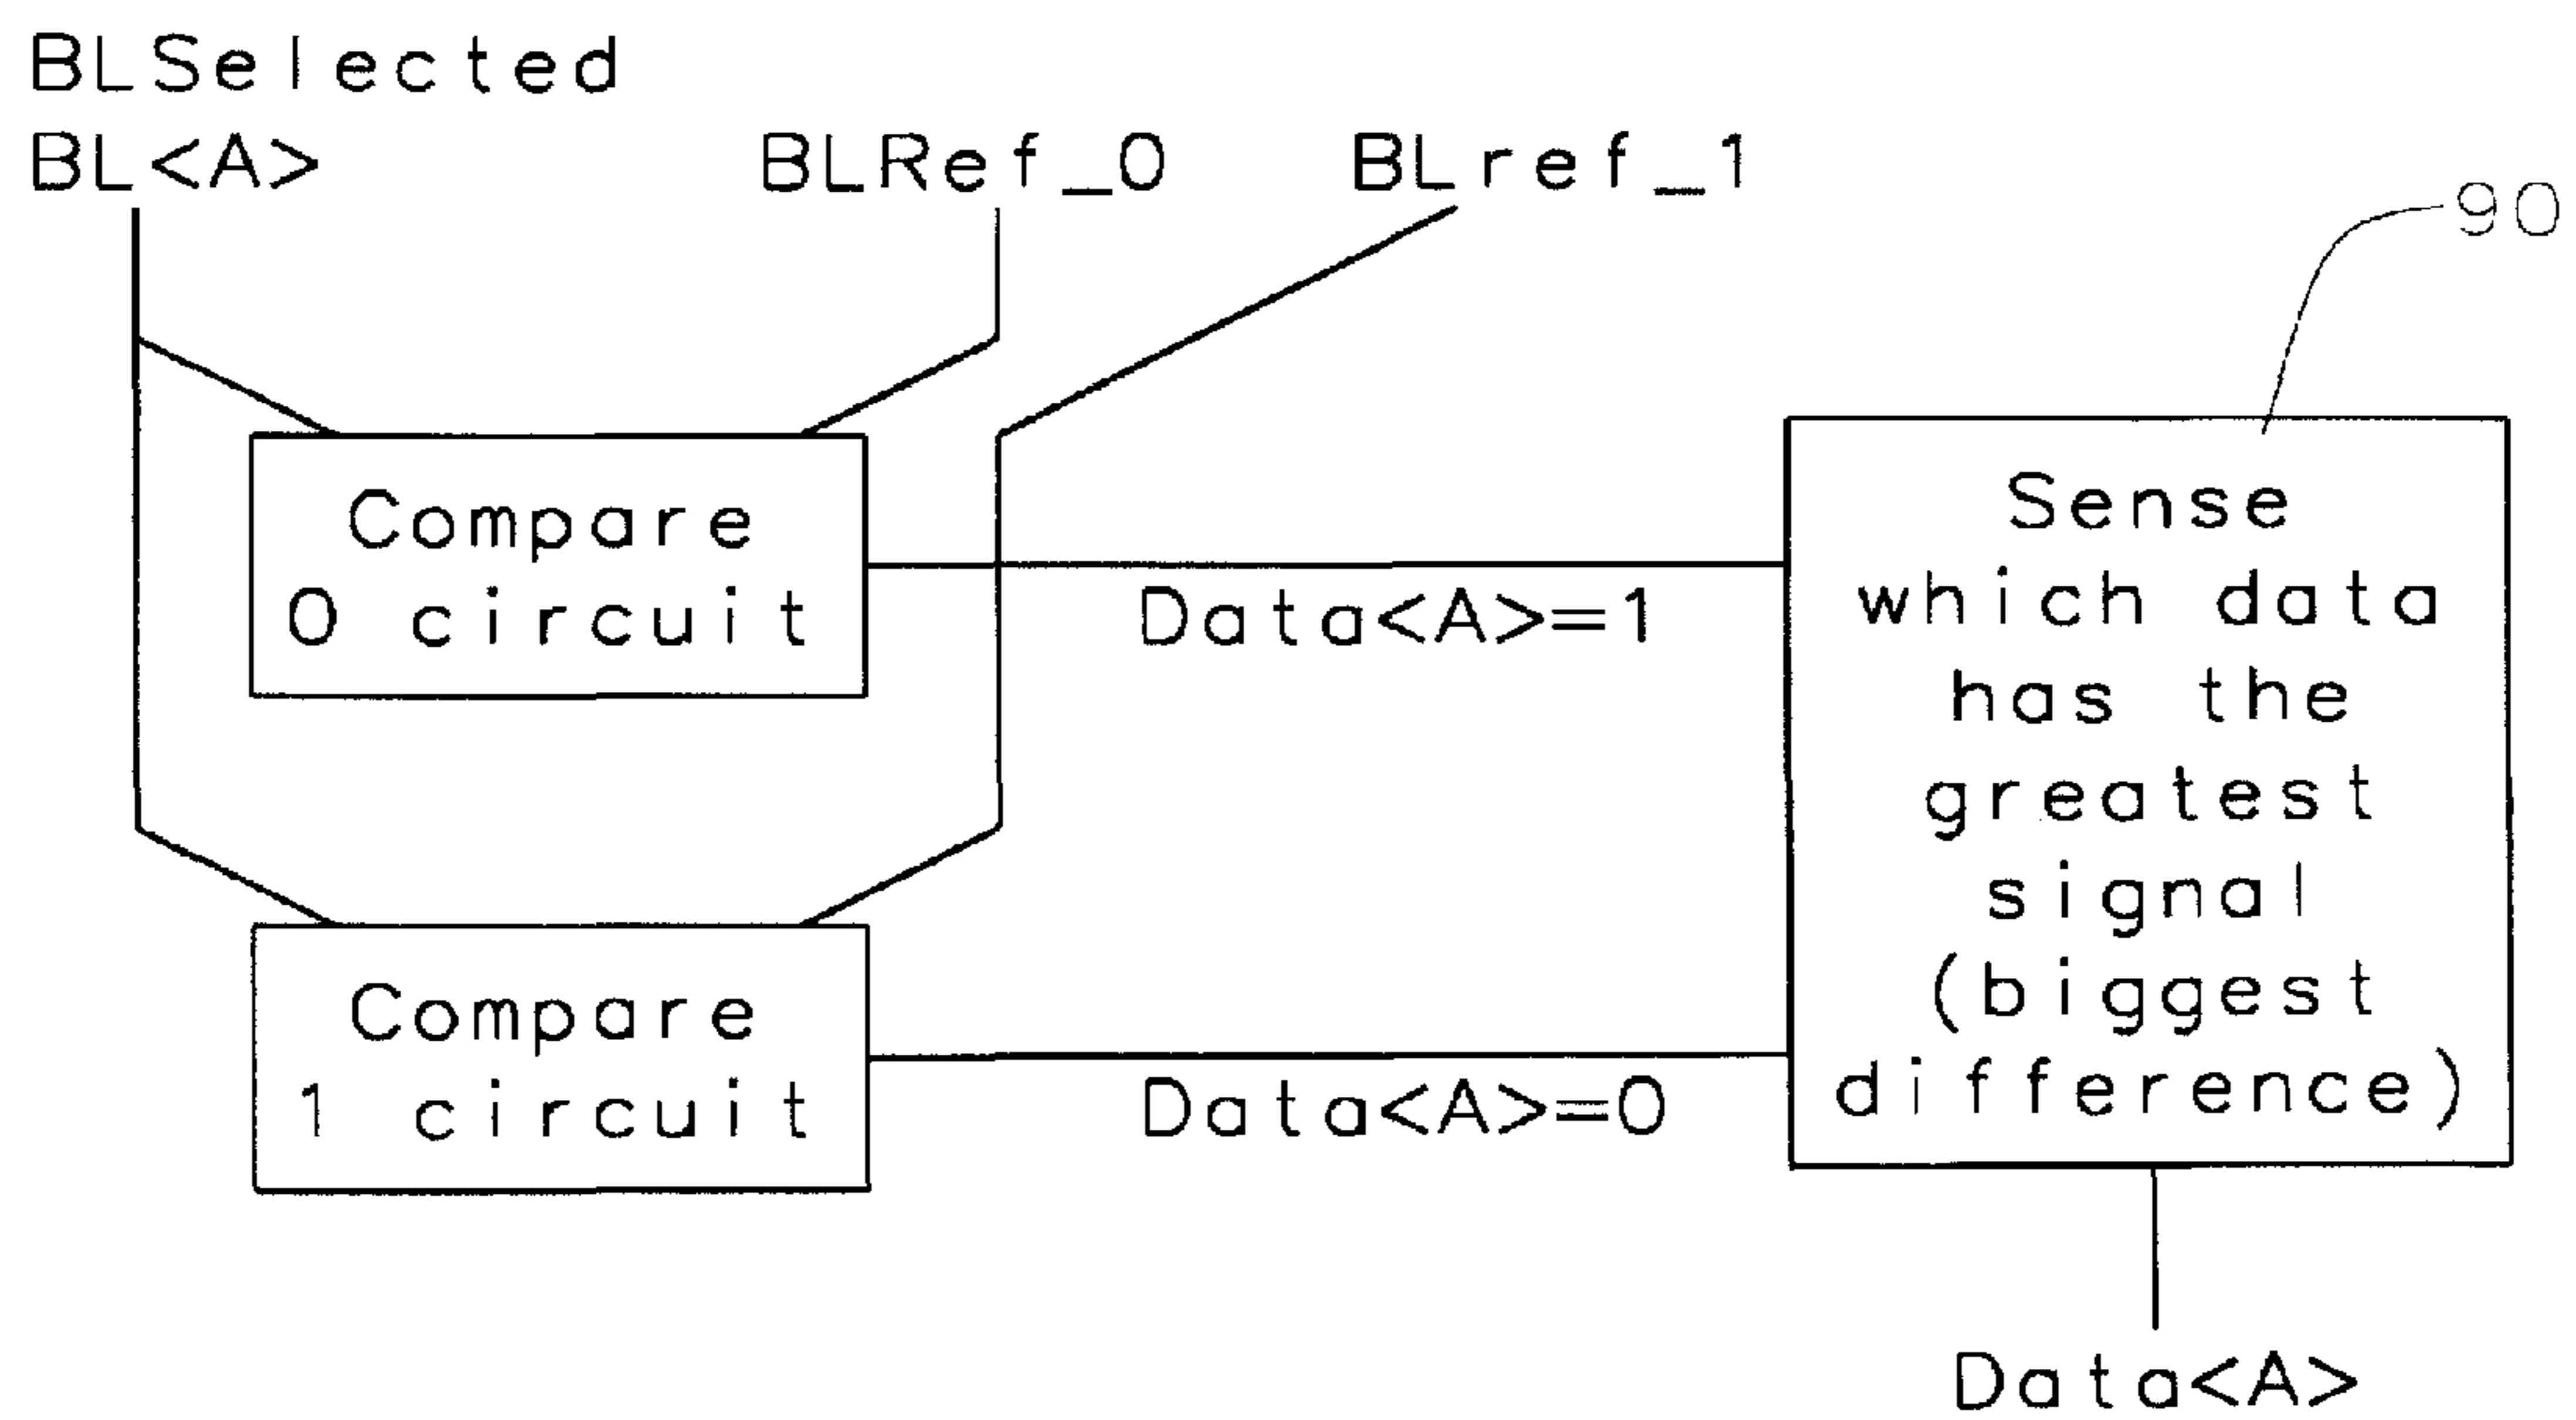 BLSelected
BL<A>
BLRef_0
BLref_1
90
Compare
0 circuit
Data<A>=1
Sense
which data
has the
greatest
signal
(biggest
difference)
Compare
1 circuit
Data<A>=0
Data<A>